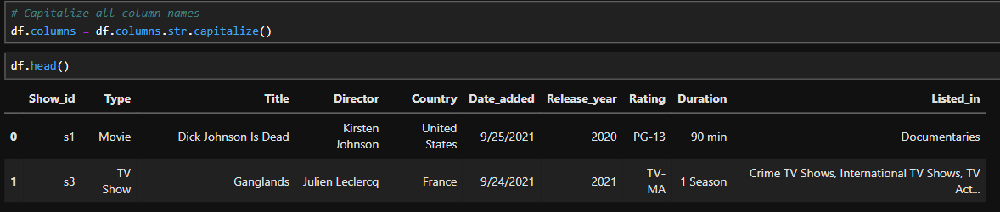 # Capitalize all column names
df.columns = df.columns.str.capitalize()
df.head()
Show_id Type Title Director Country Date_added Release_year Rating Duration Listed_in
0 s1 Movie Dick Johnson Is Dead Kirsten Johnson United States 9/25/2021 2020 PG-13 90 min Documentaries
1 s3 TV Show Ganglands Julien Leclercq France 9/24/2021 2021 TV-MA 1 Season Crime TV Shows, International TV Shows, TV Act...